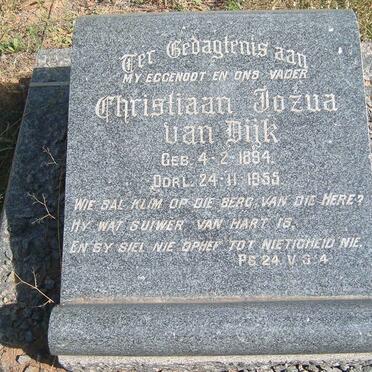 Ter Gedagtenis aan
MY EGGENOOT EN ONS VADER
Christiaan Jozua
van Dijk
GEB. 4-2-1894.
OORL. 24-11-1955.
WIE SAL KLIM OP DIE BERG VAN DIE HERE?
HY WAT SUIWER VAN HART IS,
EN SY SIEL NIE OPHEF TOT NIETIGHEID NIE.
PS. 24. V. 3. 4.